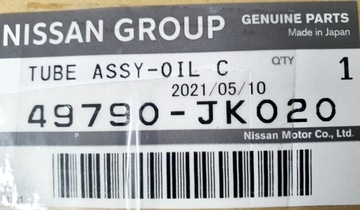 NISSAN GROUP
GENUINE PARTS
Made in Japan
TUBE ASSY-OIL C
Q'TY
1
2021/05/10
49790-JK020
Nissan Motor Co., Ltd.